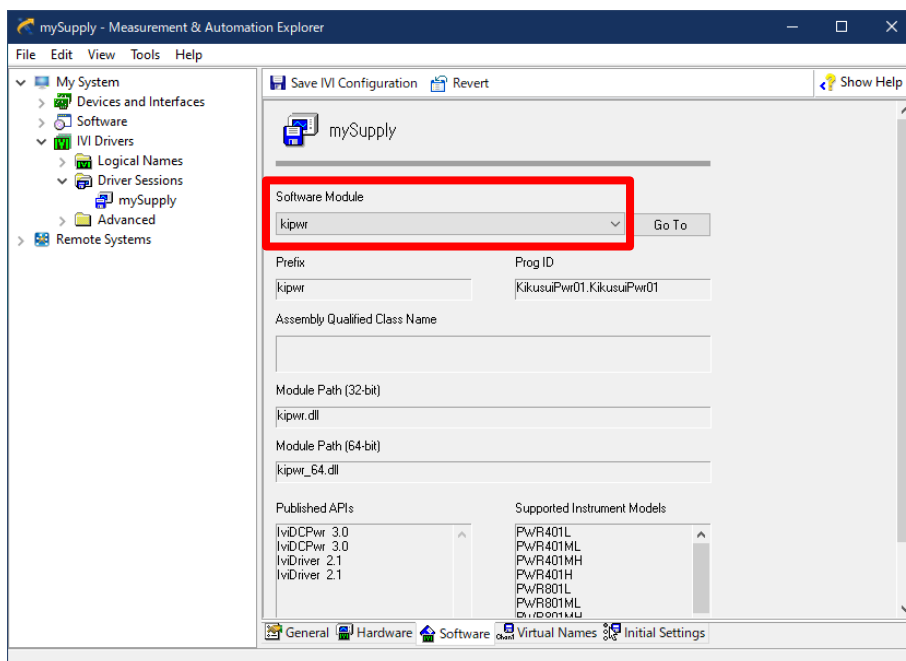 mySupply - Measurement & Automation Explorer
File Edit View Tools Help
My System
Devices and Interfaces
Software
IVI Drivers
Logical Names
Driver Sessions
mySupply
Advanced
Remote Systems
Save IVI Configuration Revert
Show Help
mySupply
Software Module
kipwr
Go To
Prefix
Prog ID
kipwr
KikusuiPwr01.KikusuiPwr01
Assembly Qualified Class Name
Module Path (32-bit)
kipwr.dll
Module Path (64-bit)
kipwr_64.dll
Published APIs
IviDCPwr 3.0
IviDCPwr 3.0
IviDriver 2.1
IviDriver 2.1
Supported Instrument Models
PWR401L
PWR401ML
PWR401MH
PWR401H
PWR801L
PWR801ML
PWR801MH
General Hardware Software Virtual Names Initial Settings